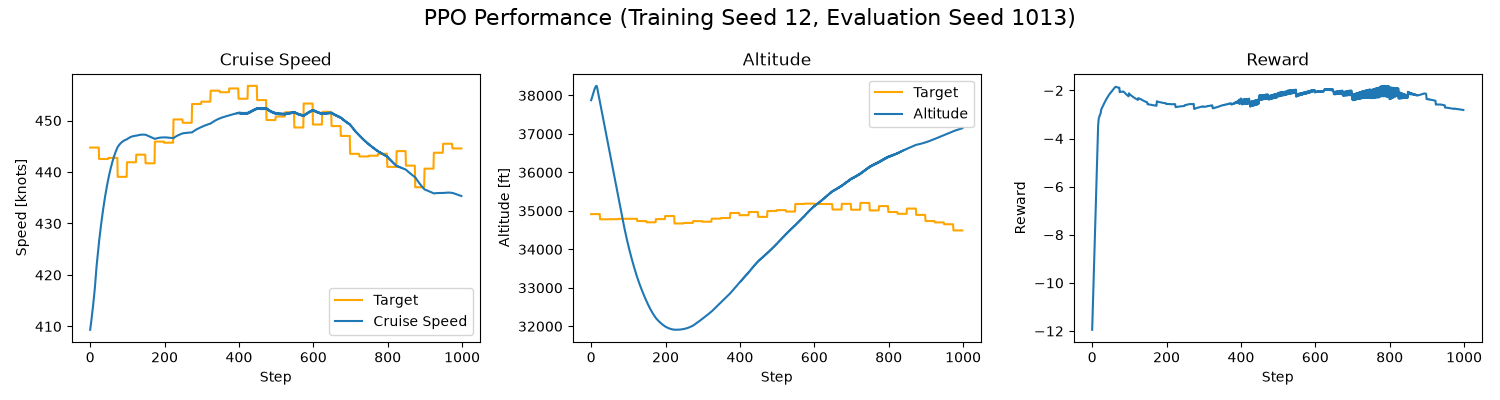 PPO Performance (Training Seed 12, Evaluation Seed 1013)
Cruise Speed
Speed [knots]
450
440
430
420
410
0 200 400 600 800 1000
Step
Target
Cruise Speed
Altitude
Altitude [ft]
38000
37000
36000
35000
34000
33000
32000
0 200 400 600 800 1000
Step
Target
Altitude
Reward
Reward
−2
−4
−6
−8
−10
−12
0 200 400 600 800 1000
Step